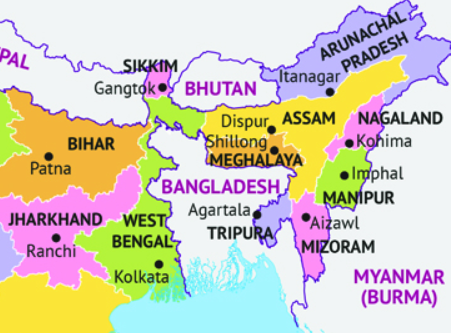 ARUNACHAL
PRADESH
PAL
SIKKIM
Gangtok
BHUTAN
Itanagar
Dispur
ASSAM
NAGALAND
BIHAR
Shillong
Kohima
Patna
MEGHALAYA
Imphal
BANGLADESH
MANIPUR
JHARKHAND
WEST
BENGAL
Agartala
Aizawl
TRIPURA
Ranchi
MIZORAM
Kolkata
MYANMAR
(BURMA)